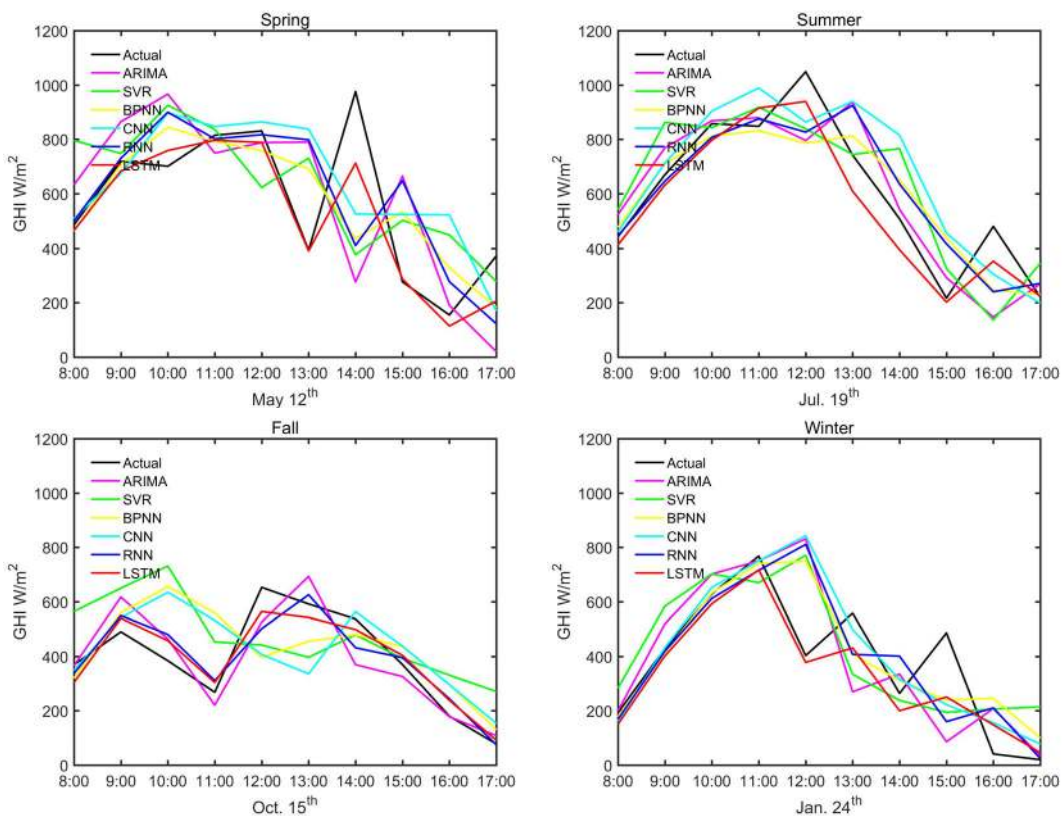 Spring
GHI W/m²
1200
1000
800
600
400
200
0
Actual
ARIMA
SVR
BPNN
CNN
RNN
LSTM
8:00 9:00 10:00 11:00 12:00 13:00 14:00 15:00 16:00 17:00
May 12th
Summer
GHI W/m²
1200
1000
800
600
400
200
0
Actual
ARIMA
SVR
BPNN
CNN
RNN
LSTM
8:00 9:00 10:00 11:00 12:00 13:00 14:00 15:00 16:00 17:00
Jul. 19th
Fall
GHI W/m²
1200
1000
800
600
400
200
0
Actual
ARIMA
SVR
BPNN
CNN
RNN
LSTM
8:00 9:00 10:00 11:00 12:00 13:00 14:00 15:00 16:00 17:00
Oct. 15th
Winter
GHI W/m²
1200
1000
800
600
400
200
0
Actual
ARIMA
SVR
BPNN
CNN
RNN
LSTM
8:00 9:00 10:00 11:00 12:00 13:00 14:00 15:00 16:00 17:00
Jan. 24th